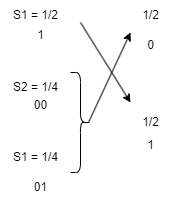 S1 = 1/2
1
S2 = 1/4
00
S1 = 1/4
01
1/2
0
1/2
1